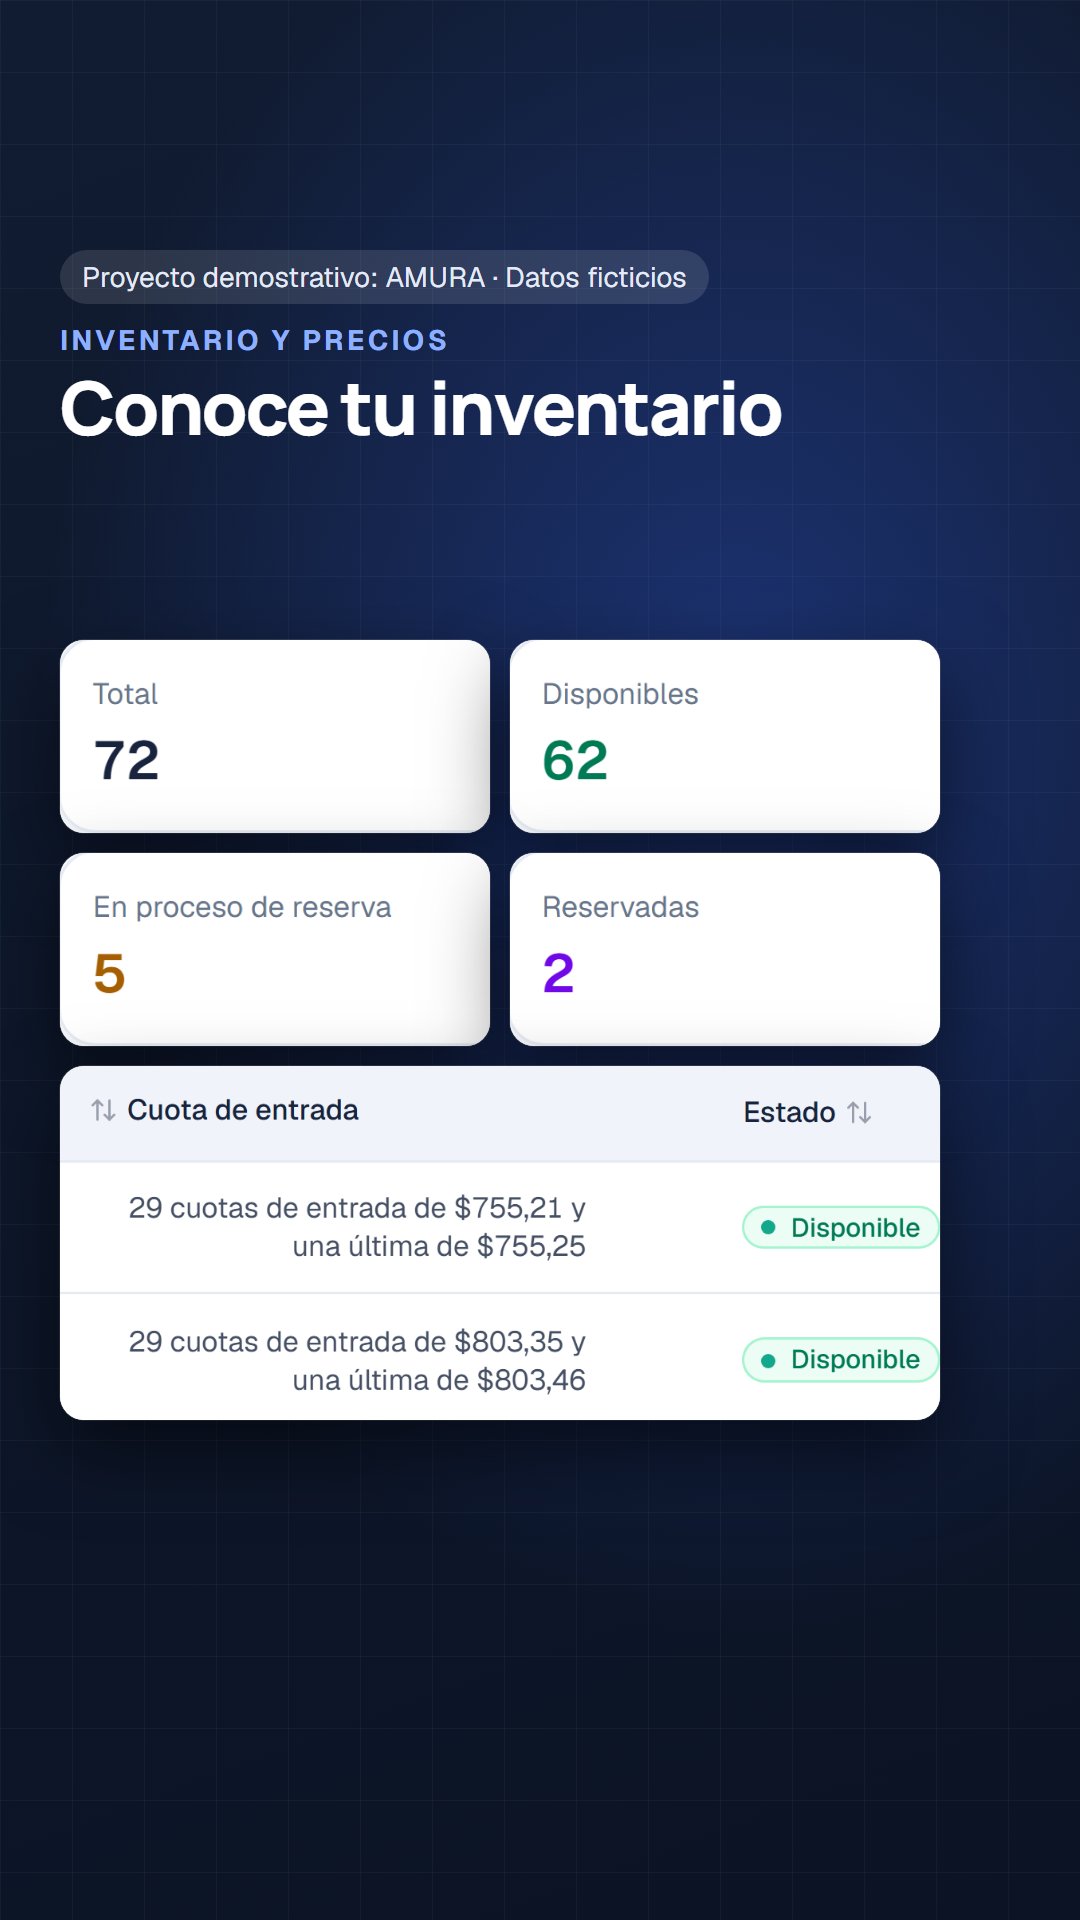 Proyecto demostrativo: AMURA · Datos ficticios
INVENTARIO Y PRECIOS
Conoce tu inventario
Total
72
Disponibles
62
En proceso de reserva
5
Reservadas
2
Cuota de entrada
Estado
29 cuotas de entrada de $755,21 y
una última de $755,25
Disponible
29 cuotas de entrada de $803,35 y
una última de $803,46
Disponible